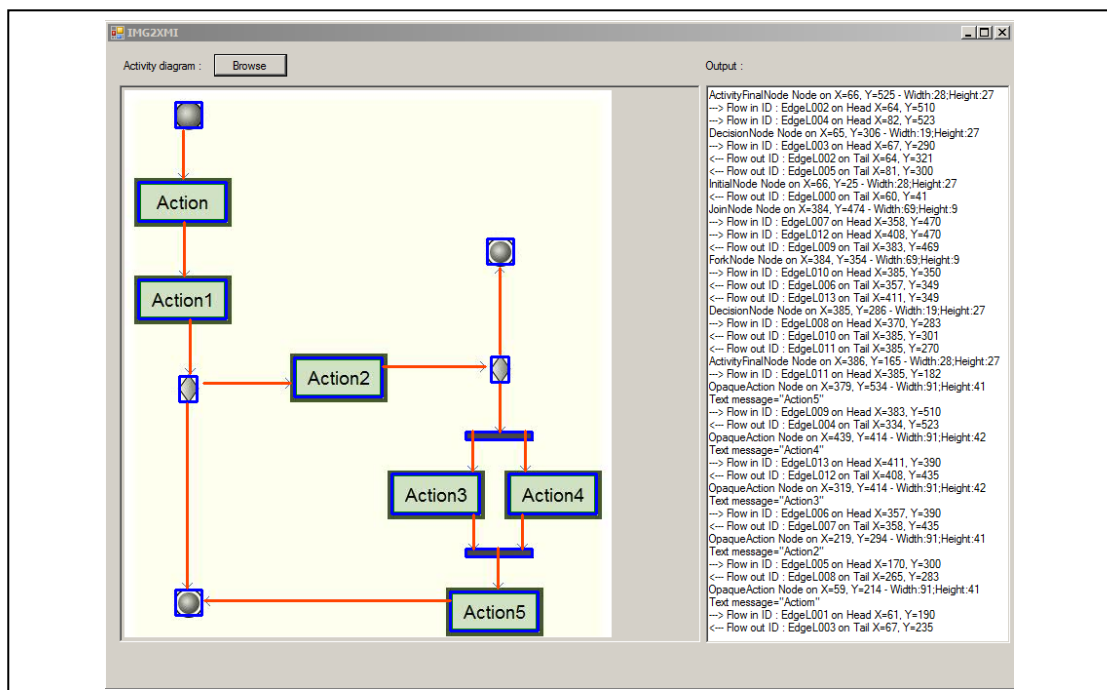 IMG2XMI
Activity diagram :
Browse
Output :
Action
Action1
Action2
Action3
Action4
Action5
ActivityFinalNode Node on X=66, Y=525 - Width:28;Height:27
---> Flow in ID : EdgeL002 on Head X=64, Y=510
---> Flow in ID : EdgeL004 on Head X=82, Y=523
DecisionNode Node on X=65, Y=306 - Width:19;Height:27
---> Flow in ID : EdgeL003 on Head X=67, Y=290
<--- Flow out ID : EdgeL002 on Tail X=64, Y=321
<--- Flow out ID : EdgeL005 on Tail X=81, Y=300
InitialNode Node on X=66, Y=25 - Width:28;Height:27
<--- Flow out ID : EdgeL000 on Tail X=60, Y=41
JoinNode Node on X=384, Y=474 - Width:69;Height:9
---> Flow in ID : EdgeL007 on Head X=358, Y=470
---> Flow in ID : EdgeL012 on Head X=408, Y=470
<--- Flow out ID : EdgeL009 on Tail X=383, Y=469
ForkNode Node on X=384, Y=354 - Width:69;Height:9
---> Flow in ID : EdgeL010 on Head X=385, Y=350
<--- Flow out ID : EdgeL006 on Tail X=357, Y=349
<--- Flow out ID : EdgeL013 on Tail X=411, Y=349
DecisionNode Node on X=385, Y=286 - Width:19;Height:27
---> Flow in ID : EdgeL008 on Head X=370, Y=283
<--- Flow out ID : EdgeL010 on Tail X=385, Y=301
<--- Flow out ID : EdgeL011 on Tail X=385, Y=270
ActivityFinalNode Node on X=386, Y=165 - Width:28;Height:27
---> Flow in ID : EdgeL011 on Head X=385, Y=182
OpaqueAction Node on X=379, Y=534 - Width:91;Height:41
Text message="Action5"
---> Flow in ID : EdgeL009 on Head X=383, Y=510
<--- Flow out ID : EdgeL004 on Tail X=334, Y=523
OpaqueAction Node on X=439, Y=414 - Width:91;Height:42
Text message="Action4"
---> Flow in ID : EdgeL013 on Head X=411, Y=390
<--- Flow out ID : EdgeL012 on Tail X=408, Y=435
OpaqueAction Node on X=319, Y=414 - Width:91;Height:42
Text message="Action3"
---> Flow in ID : EdgeL006 on Head X=357, Y=390
<--- Flow out ID : EdgeL007 on Tail X=358, Y=435
OpaqueAction Node on X=219, Y=294 - Width:91;Height:41
Text message="Action2"
---> Flow in ID : EdgeL005 on Head X=170, Y=300
<--- Flow out ID : EdgeL008 on Tail X=265, Y=283
OpaqueAction Node on X=59, Y=214 - Width:91;Height:41
Text message="Actiom"
---> Flow in ID : EdgeL001 on Head X=61, Y=190
<--- Flow out ID : EdgeL003 on Tail X=67, Y=235